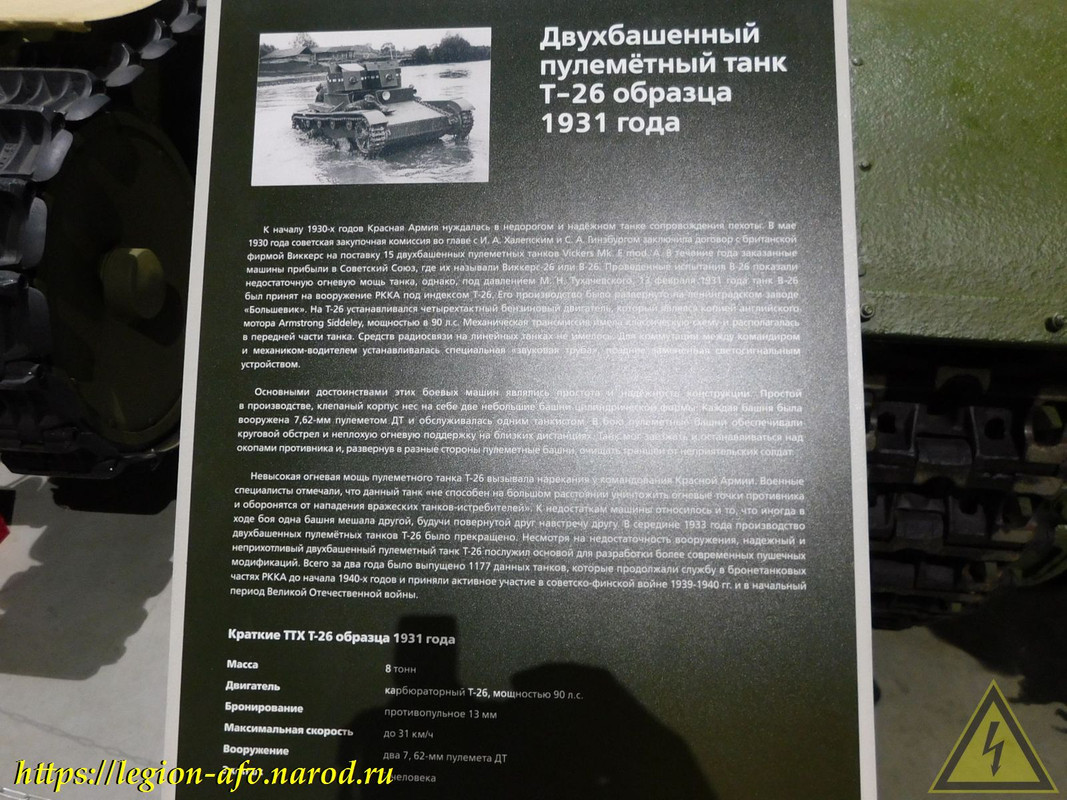 Двухбашенный
пулемётный танк
Т-26 образца
1931 года
К началу 1930-х годов Красная Армия нуждалась в недорогом и надёжном танке сопровождения пехоты. В мае
1930 года советская закупочная комиссия во главе с И. А. Халепским и С. А. Гинзбургом заключила договор с британской
фирмой Виккерс на поставку 15 двухбашенных пулеметных танков Vickers Mk. E mod. A. В течение года заказанные
машины прибыли в Советский Союз, где их называли Виккерс-26 или В-26. Проведенные испытания В-26 показали
недостаточную огневую мощь танка, однако, под давлением М. Н. Тухачевского, 13 февраля 1931 года танк В-26
был принят на вооружение РККА под индексом Т-26. Его производство было развернуто на ленинградском заводе
«Большевик». На Т-26 устанавливался четырехтактный бензиновый двигатель, который являлся копией английского
мотора Armstrong Siddeley, мощностью в 90 л.с. Механическая трансмиссия имела классическую схему и располагалась
в передней части танка. Средств радиосвязи на линейных танках не имелось. Для коммутации между командиром
и механиком-водителем устанавливалась специальная «звуковая труба», светосигнальным
устройством.
Основными достоинствами этих боевых машин являлись простота и надежность конструкции. Простой
в производстве, клепаный корпус нес на себе две небольшие башни цилиндрической формы. Каждая башня была
вооружена 7,62-мм пулеметом ДТ и обслуживалась одним танкистом. В бою пулеметные башни обеспечивали
круговой обстрел и неплохую огневую поддержку на близких дистанциях. Танк мог заезжать и останавливаться над
окопами противника и, развернув в разные стороны пулеметные башни, очищать траншеи от неприятельских солдат.
Невысокая огневая мощь пулеметного танка Т-26 вызывала нарекания у командования Красной Армии. Военные
специалисты отмечали, что данный танк «не способен на большом расстоянии уничтожить огневые точки противника
и обороняться от нападения вражеских танков-истребителей». К недостаткам машины относилось и то, что иногда в
ходе боя одна башня мешала другой, будучи повернутой друг навстречу другу. В середине 1933 года производство
двухбашенных пулемётных танков Т-26 было прекращено. Несмотря на недостаточность вооружения, надежный и
неприхотливый двухбашенный пулеметный танк Т-26 послужил основой для разработки более современных пушечных
модификаций. Всего за два года было выпущено 1177 данных танков, которые продолжали службу в бронетанковых
частях РККА до начала 1940-х годов и приняли активное участие в советско-финской войне 1939-1940 гг. и в начальный
период Великой Отечественной войны.
Краткие ТТХ Т-26 образца 1931 года
Масса 8 тонн
Двигатель карбюраторный Т-26, мощностью 90 л.с.
Бронирование противопульное 13 мм
Максимальная скорость до 31 км/ч
Вооружение два 7, 62-мм пулемета ДТ
человека
https://legion-afo.narod.ru